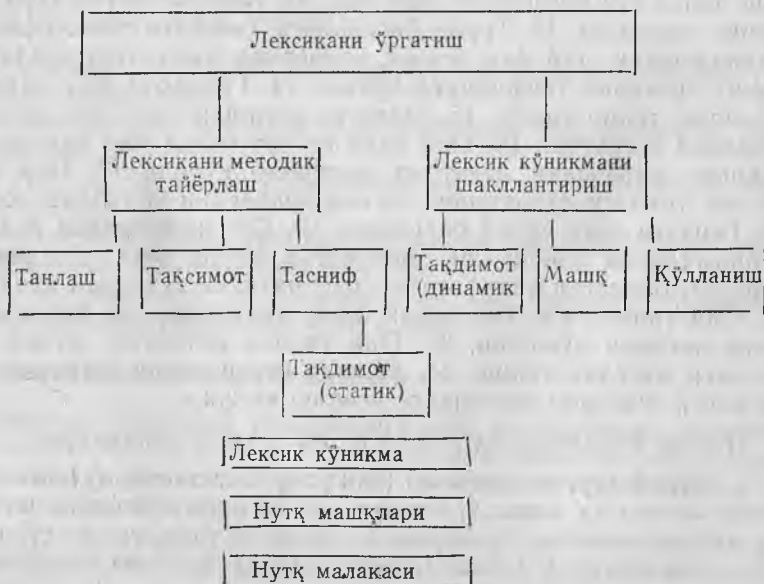 Лексикани ўргатиш
Лексикани методик
тайёрлаш
Лексик кўникмани
шакллантириш
Танлаш
Тақсимот
Тасниф
Тақдимот
(динамик
Машқ
Қўлланиш
Тақдимот
(статик)
Лексик кўникма
Нутқ машқлари
Нутқ малакаси